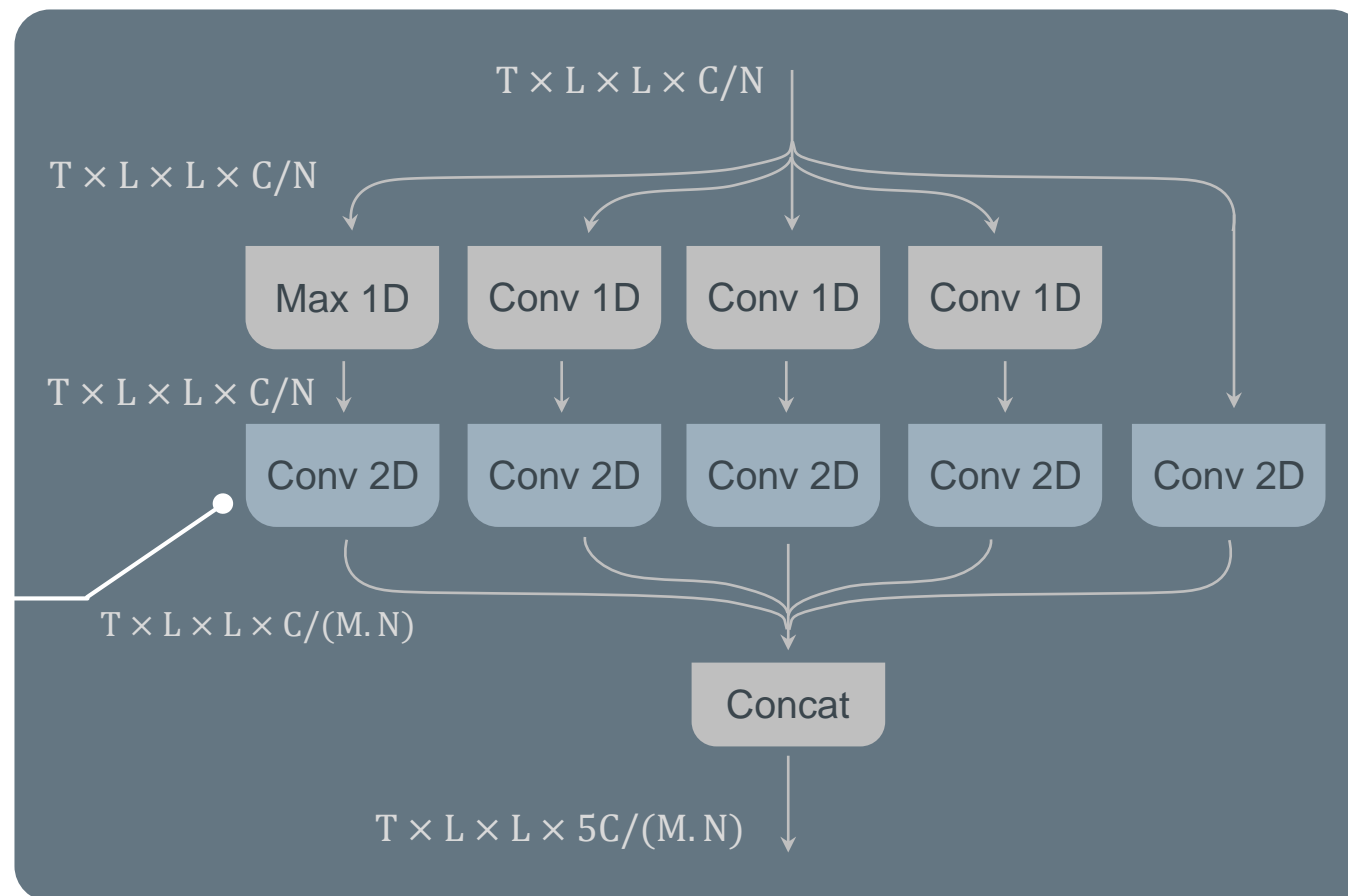 T × L × L × C/N
T × L × L × C/N
Max 1D Conv 1D Conv 1D Conv 1D
T × L × L × C/N
Conv 2D Conv 2D Conv 2D Conv 2D Conv 2D
T × L × L × C/(M. N)
Concat
T × L × L × 5C/(M. N)